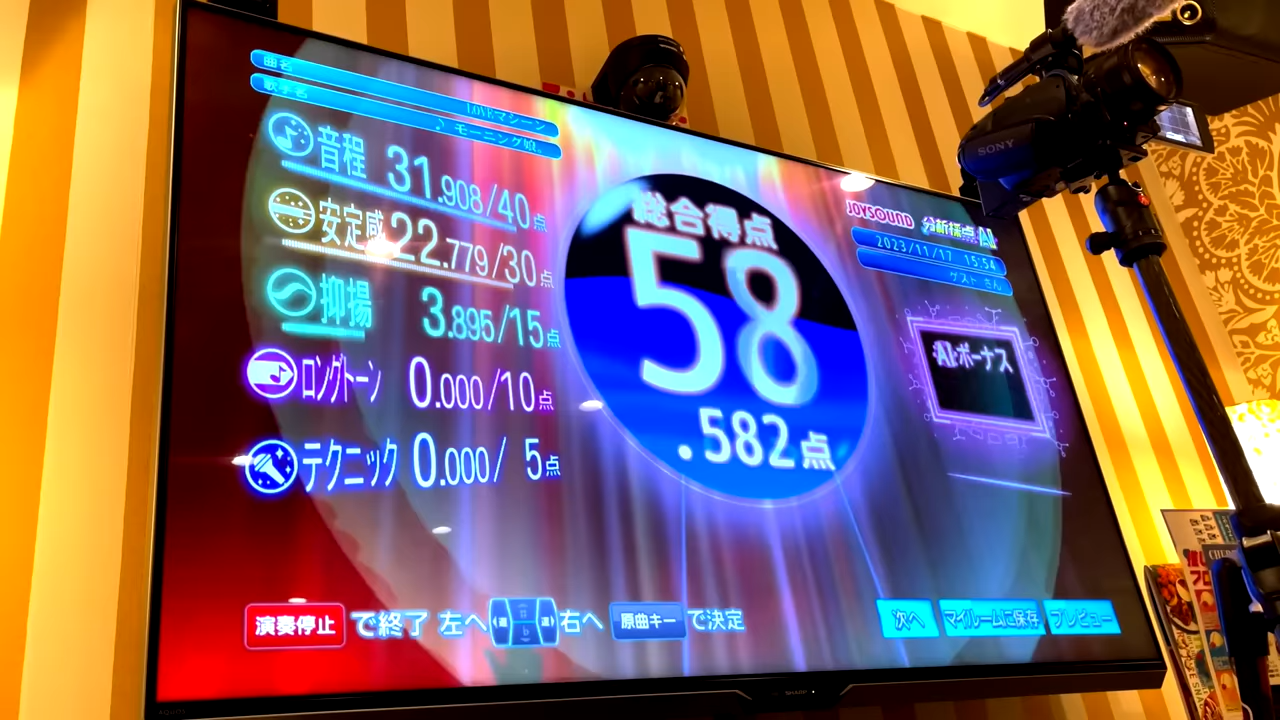 曲名
LOVEマシーン
歌手名
♪ モーニング娘。
音程 31.908/40点
安定感 22.779/30点
抑揚 3.895/15点
ロングトーン 0.000/10点
テクニック 0.000/ 5点
総合得点
58
.582点
JOYSOUND 分析採点AI
2023/11/17 15:54
ゲスト さん
AIボーナス
演奏停止 で終了 左へ 右へ 原曲キー で決定
次へ マイルームに保存 プレビュー
SHARP
AQUOS
SONY